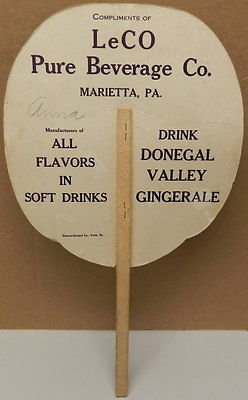 COMPLIMENTS OF
LeCO
Pure Beverage Co.
MARIETTA, PA.
Anna
Manufacturers of
ALL
FLAVORS
IN
SOFT DRINKS
DRINK
DONEGAL
VALLEY
GINGERALE